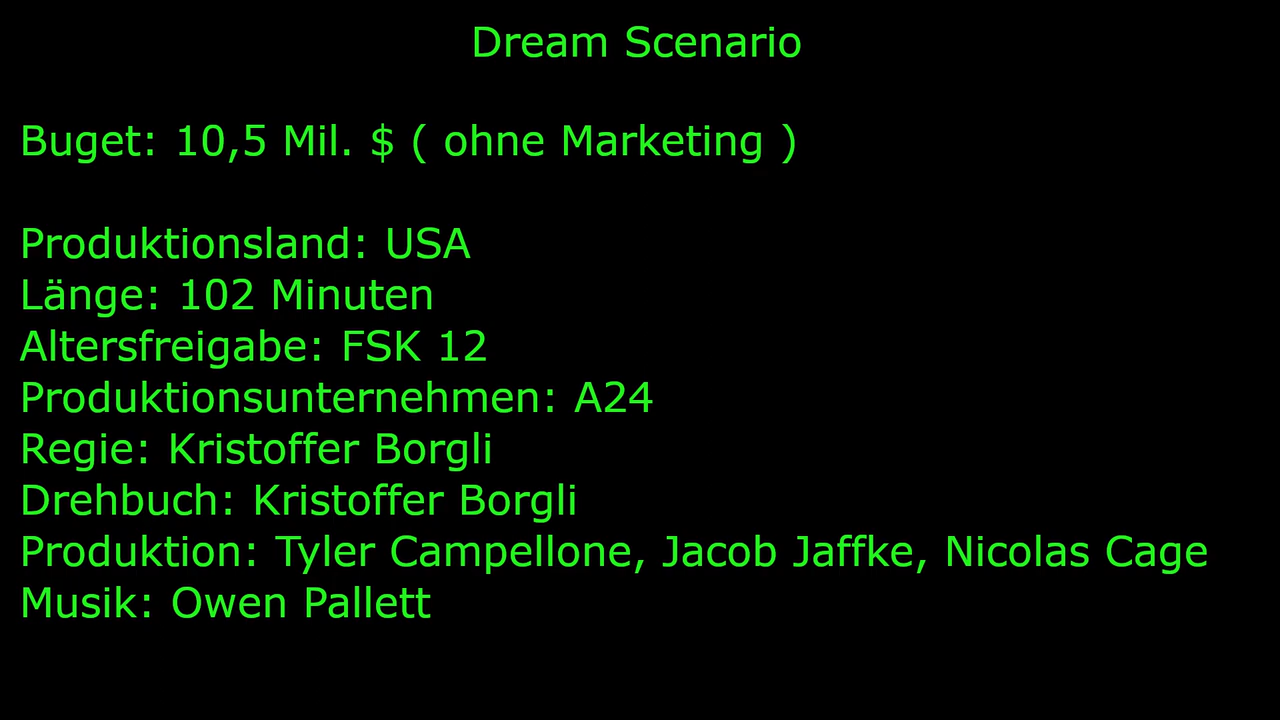 Dream Scenario
Buget: 10,5 Mil. $ ( ohne Marketing )
Produktionsland: USA
Länge: 102 Minuten
Altersfreigabe: FSK 12
Produktionsunternehmen: A24
Regie: Kristoffer Borgli
Drehbuch: Kristoffer Borgli
Produktion: Tyler Campellone, Jacob Jaffke, Nicolas Cage
Musik: Owen Pallett